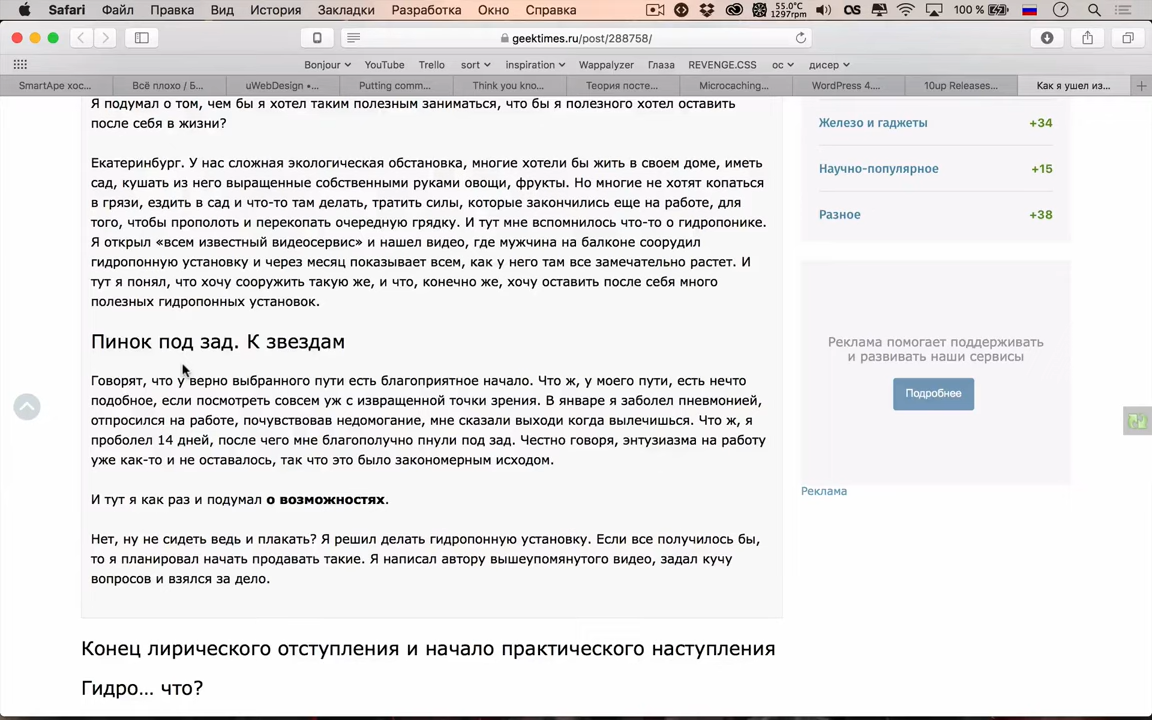 Safari Файл Правка Вид История Закладки Разработка Окно Справка 55.0°C 1297rpm 100 %
geektimes.ru/post/288758/
Bonjour YouTube Trello sort inspiration Wappalyzer Глаза REVENGE.CSS ос дисер
SmartApe хос... Всё плохо / Б... uWebDesign •... Putting comm... Think you kno... Теория посте... Microcaching... WordPress 4.... 10up Releases... Как я ушел из...
Я подумал о том, чем бы я хотел таким полезным заниматься, что бы я полезного хотел оставить
после себя в жизни?
Екатеринбург. У нас сложная экологическая обстановка, многие хотели бы жить в своем доме, иметь
сад, кушать из него выращенные собственными руками овощи, фрукты. Но многие не хотят копаться
в грязи, ездить в сад и что-то там делать, тратить силы, которые закончились еще на работе, для
того, чтобы прополоть и перекопать очередную грядку. И тут мне вспомнилось что-то о гидропонике.
Я открыл «всем известный видеосервис» и нашел видео, где мужчина на балконе соорудил
гидропонную установку и через месяц показывает всем, как у него там все замечательно растет. И
тут я понял, что хочу соорудить такую же, и что, конечно же, хочу оставить после себя много
полезных гидропонных установок.
Пинок под зад. К звездам
Говорят, что у верно выбранного пути есть благоприятное начало. Что ж, у моего пути, есть нечто
подобное, если посмотреть совсем уж с извращенной точки зрения. В январе я заболел пневмонией,
отпросился на работе, почувствовав недомогание, мне сказали выходи когда вылечишься. Что ж, я
проболел 14 дней, после чего мне благополучно пнули под зад. Честно говоря, энтузиазма на работу
уже как-то и не оставалось, так что это было закономерным исходом.
И тут я как раз и подумал о возможностях.
Нет, ну не сидеть ведь и плакать? Я решил делать гидропонную установку. Если все получилось бы,
то я планировал начать продавать такие. Я написал автору вышеупомянутого видео, задал кучу
вопросов и взялся за дело.
Конец лирического отступления и начало практического наступления
Гидро... что?
Железо и гаджеты +34
Научно-популярное +15
Разное +38
Реклама помогает поддерживать
и развивать наши сервисы
Подробнее
Реклама